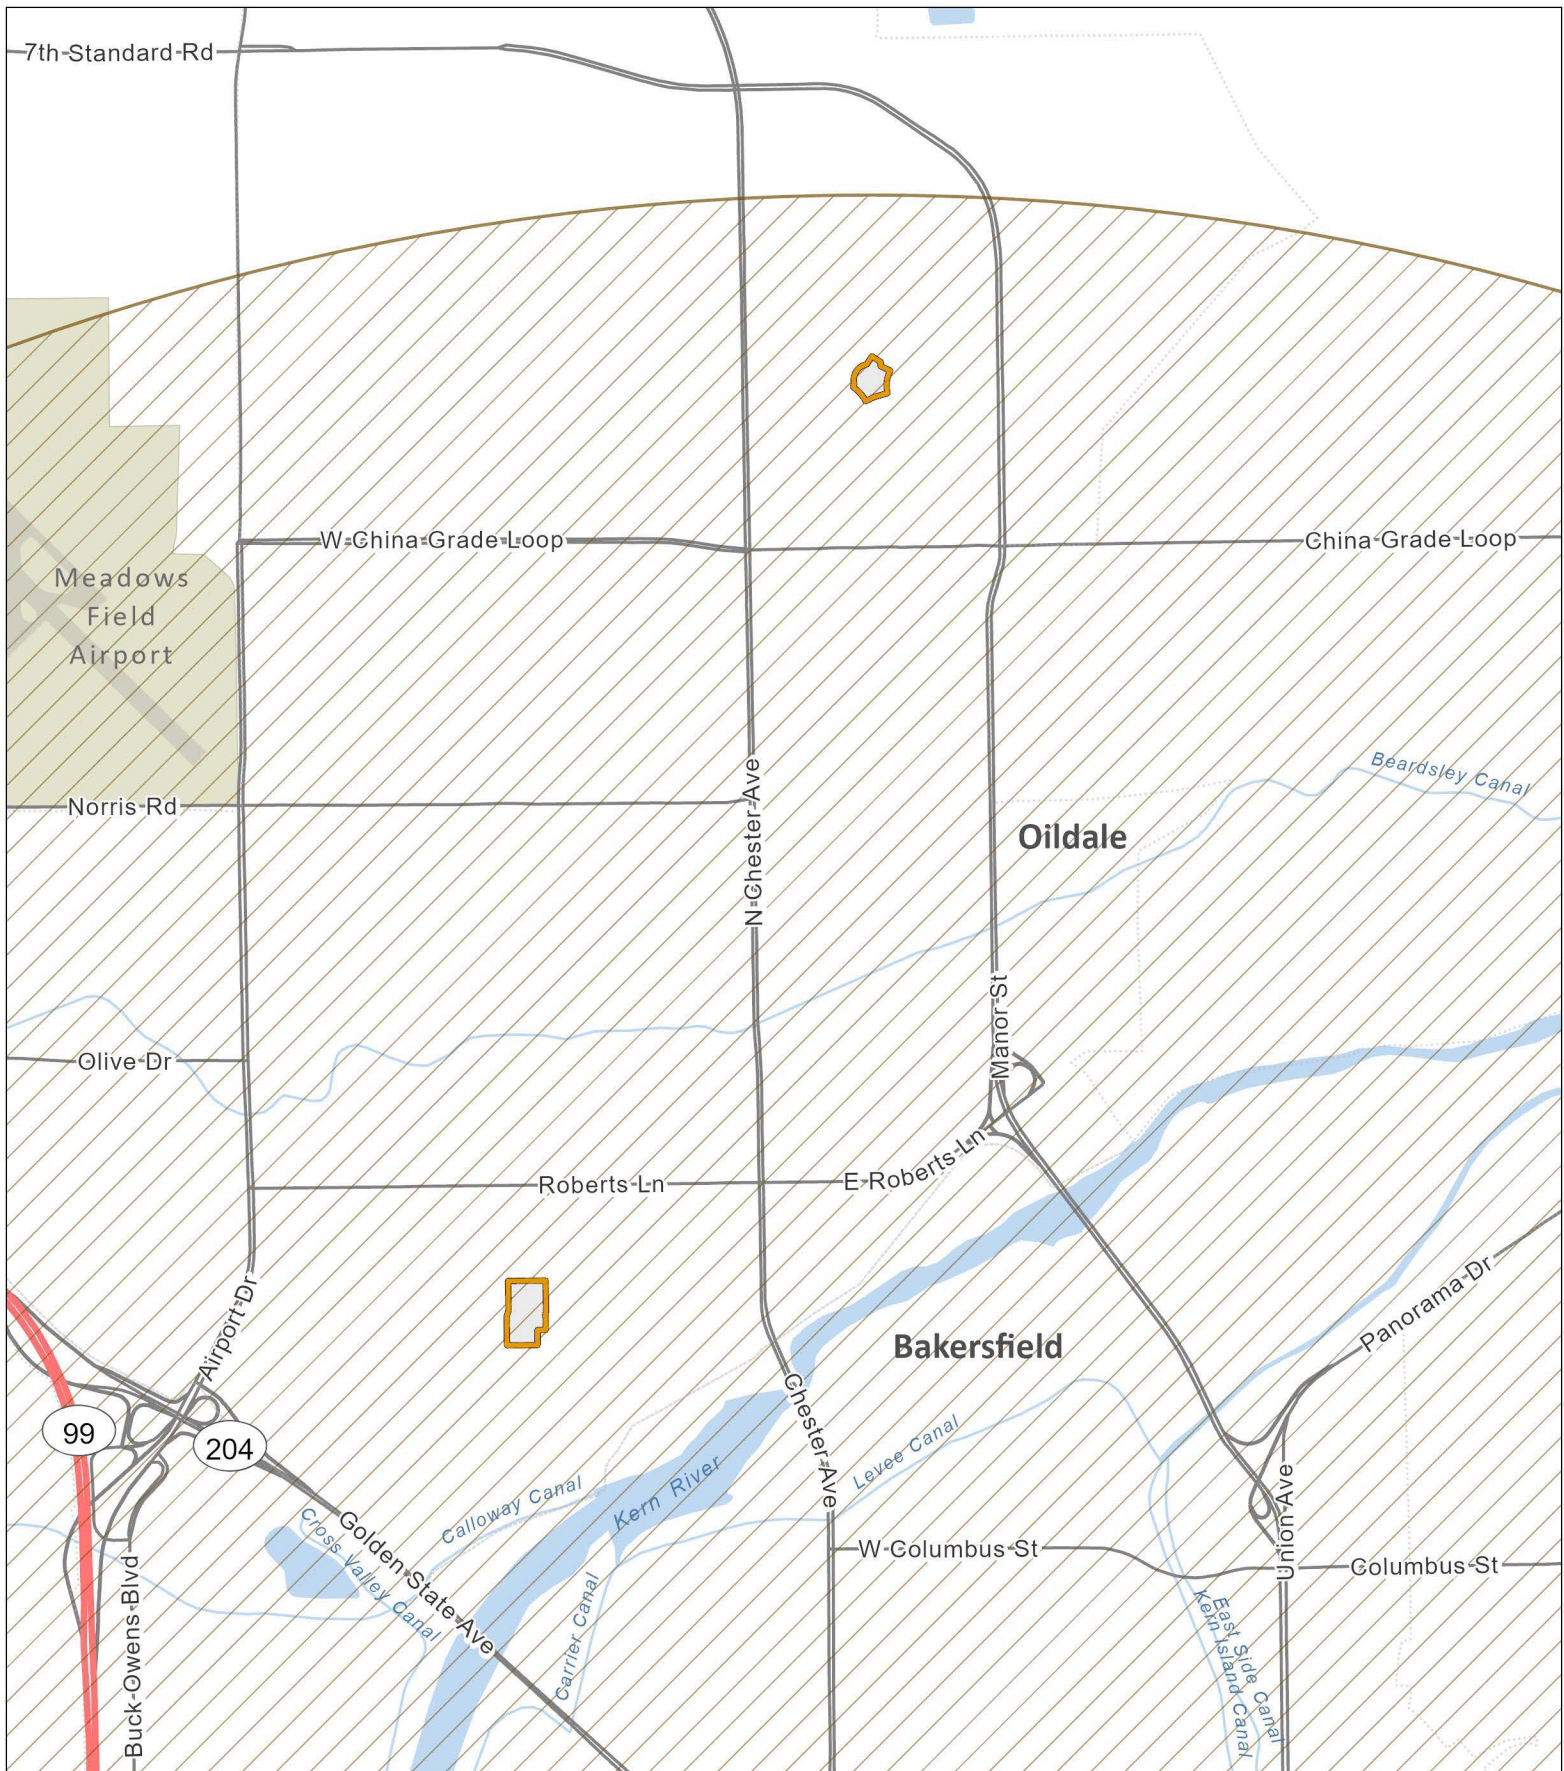 7th Standard Rd
W China Grade Loop
China Grade Loop
Meadows
Field
Airport
Beardsley Canal
Norris Rd
N Chester Ave
Oildale
Manor St
Olive Dr
E Roberts Ln
Roberts Ln
Airport Dr
Panorama Dr
Bakersfield
Chester Ave
99
204
Levee Canal
Kern River
Calloway Canal
Cross Valley Canal
Golden State Ave
W Columbus St
Union Ave
Columbus St
Buck Owens Blvd
Carrier Canal
East Side Canal
Kern Island Canal